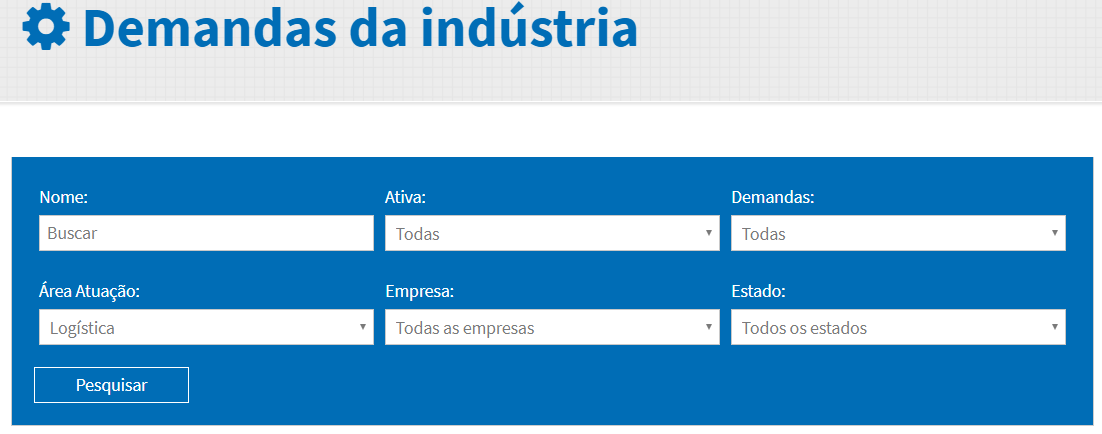 Demandas da indústria
Nome: Ativa: Demandas:
Buscar Todas Todas
Área Atuação: Empresa: Estado:
Logística Todas as empresas Todos os estados
Pesquisar